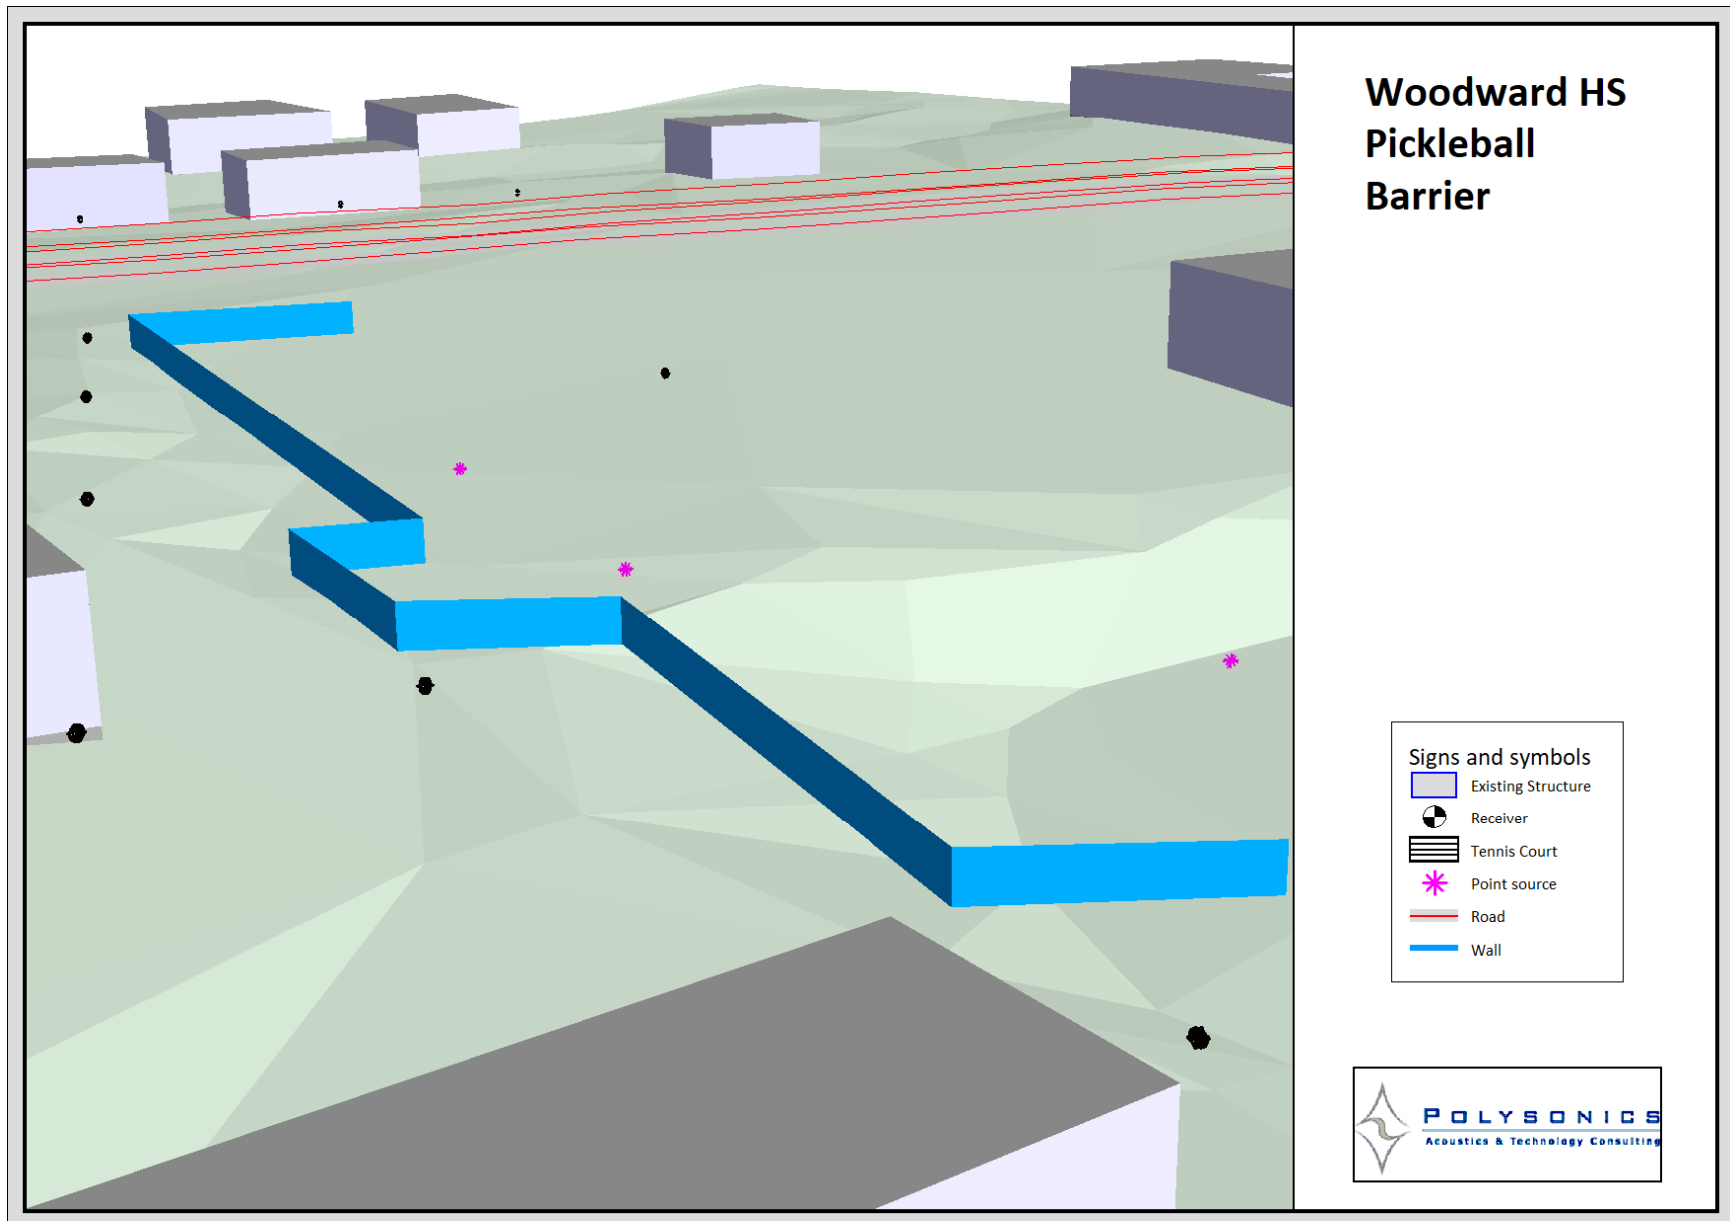 Woodward HS
Pickleball
Barrier
Signs and symbols
Existing Structure
Receiver
Tennis Court
Point source
Road
Wall
POLYSONICS
Acoustics & Technology Consulting